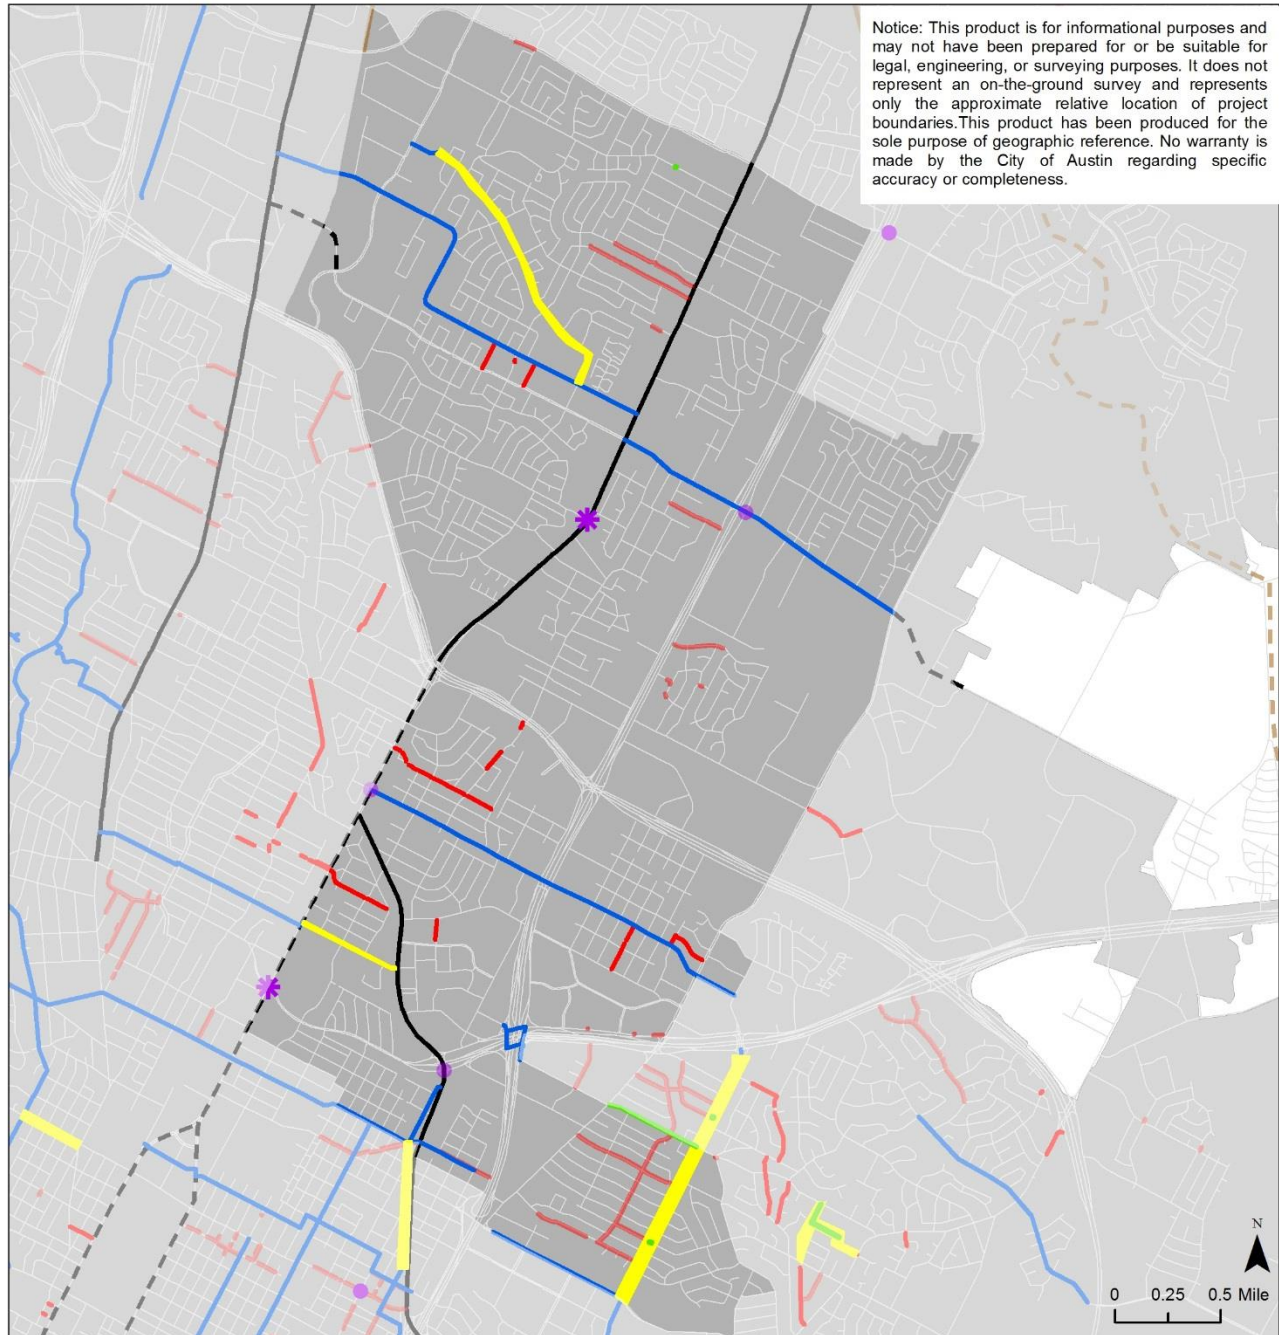 Notice: This product is for informational purposes and
may not have been prepared for or be suitable for
legal, engineering, or surveying purposes. It does not
represent an on-the-ground survey and represents
only the approximate relative location of project
boundaries.This product has been produced for the
sole purpose of geographic reference. No warranty is
made by the City of Austin regarding specific
accuracy or completeness.
N
0 0.25 0.5 Mile